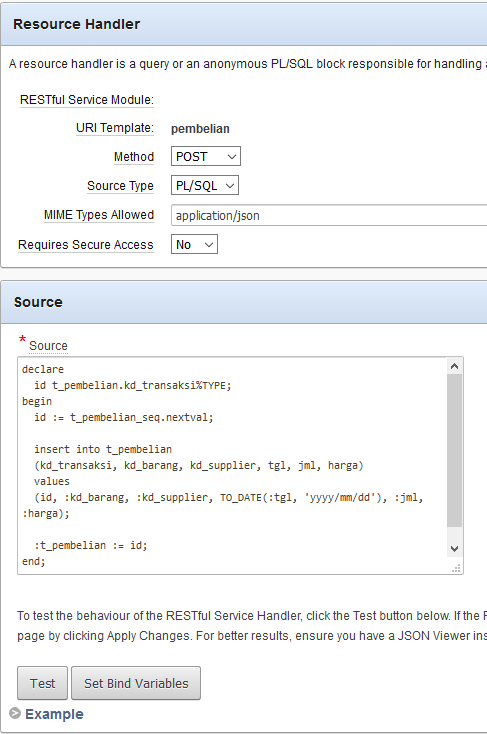 Resource Handler
A resource handler is a query or an anonymous PL/SQL block responsible for handling
RESTful Service Module:
URI Template: pembelian
Method POST
Source Type PL/SQL
MIME Types Allowed application/json
Requires Secure Access No
Source
* Source
declare
id t_pembelian.kd_transaksi%TYPE;
begin
id := t_pembelian_seq.nextval;
insert into t_pembelian
(kd_transaksi, kd_barang, kd_supplier, tgl, jml, harga)
values
(id, :kd_barang, :kd_supplier, TO_DATE(:tgl, 'yyyy/mm/dd'), :jml,
:harga);
:t_pembelian := id;
end;
To test the behaviour of the RESTful Service Handler, click the Test button below. If the
page by clicking Apply Changes. For better results, ensure you have a JSON Viewer
Test Set Bind Variables
Example